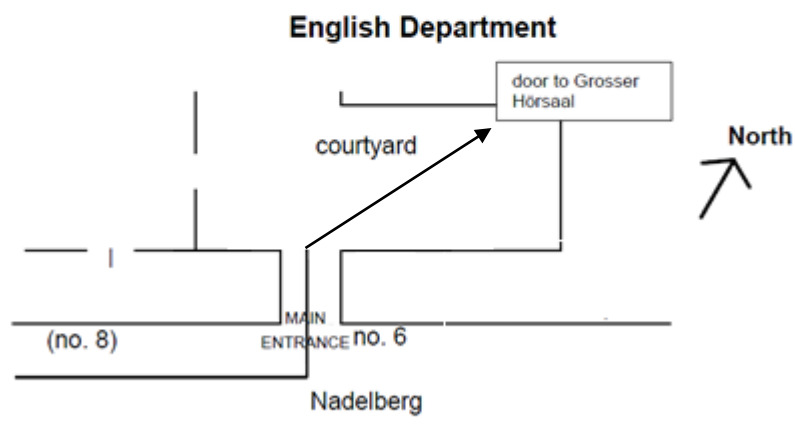 English Department
door to Grosser
Hörsaal
North
courtyard
MAIN
ENTRANCE
(no. 8)
no. 6
Nadelberg